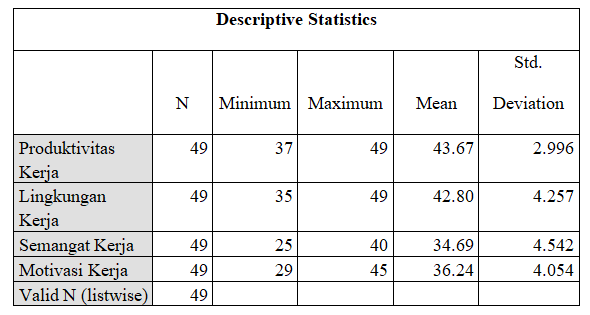 Descriptive Statistics
N Minimum Maximum Mean Std. Deviation
Produktivitas Kerja 49 37 49 43.67 2.996
Lingkungan Kerja 49 35 49 42.80 4.257
Semangat Kerja 49 25 40 34.69 4.542
Motivasi Kerja 49 29 45 36.24 4.054
Valid N (listwise) 49